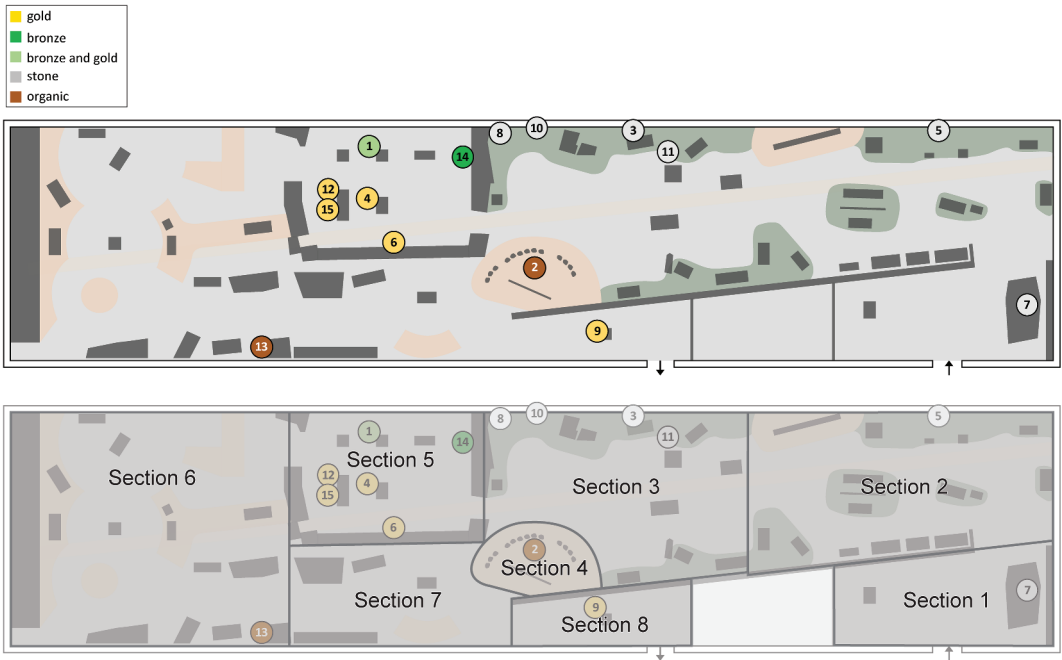 gold
bronze
bronze and gold
stone
organic
8
10
3
5
1
14
11
12
4
15
6
2
9
7
13
8
10
3
5
1
14
11
12
4
15
6
2
9
7
13
Section 5
Section 6
Section 3
Section 2
Section 4
Section 7
Section 1
Section 8